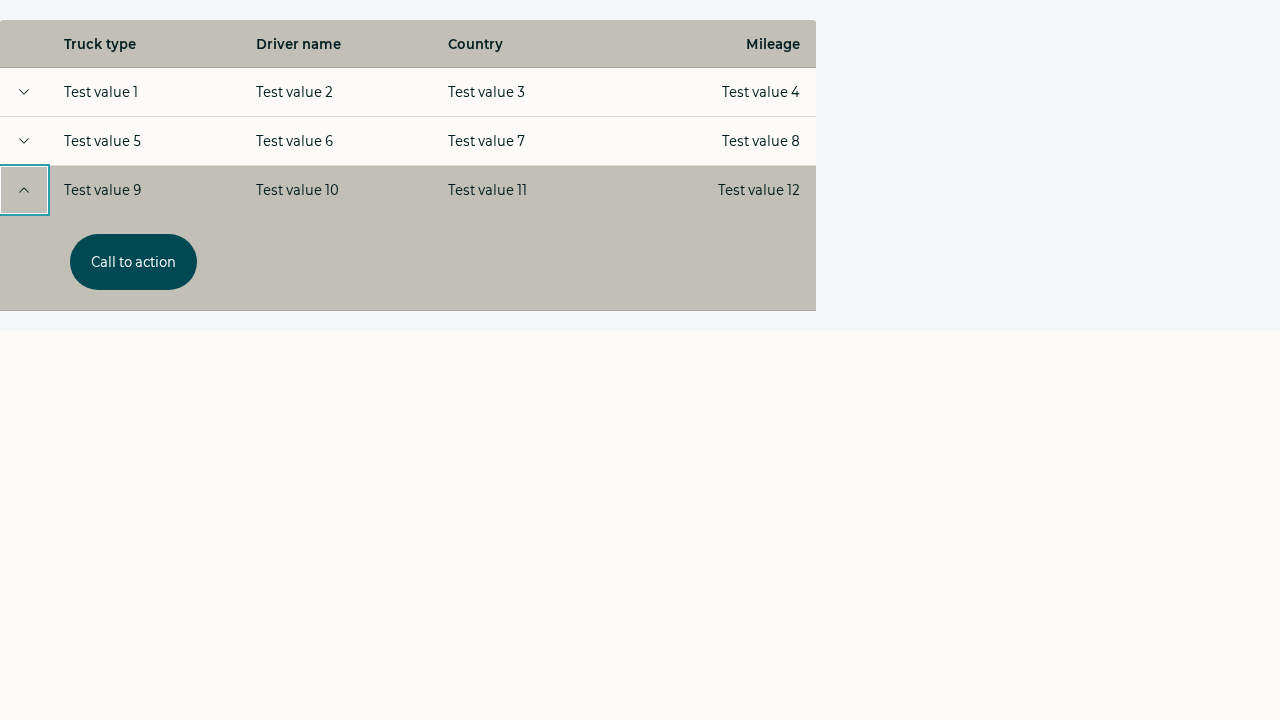 Truck type Driver name Country Mileage
Test value 1 Test value 2 Test value 3 Test value 4
Test value 5 Test value 6 Test value 7 Test value 8
Test value 9 Test value 10 Test value 11 Test value 12
Call to action